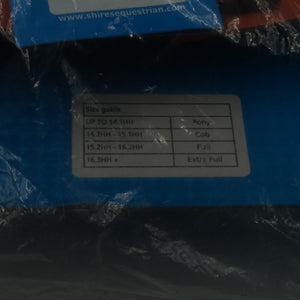 www.shiresequestrian.com
Size guide
UP TO 14.1HH Pony
14.2HH - 15.1HH Cob
15.2HH - 16.2HH Full
16.3HH + Extra Full